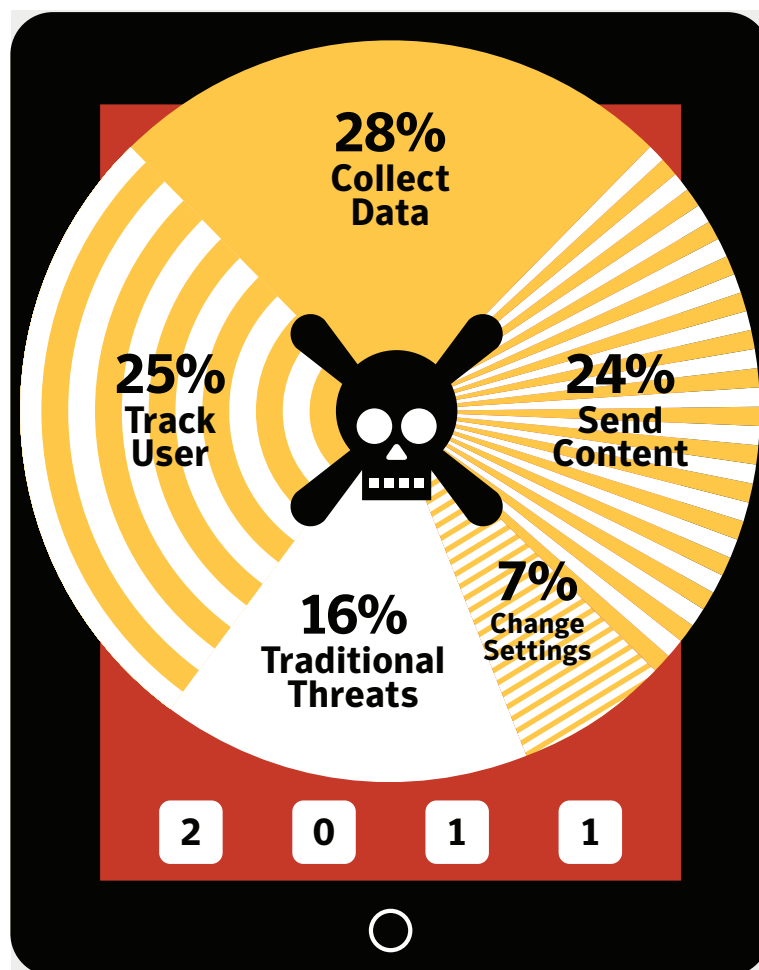 28%
Collect
Data
25%
Track
User
24%
Send
Content
7%
Change
Settings
16%
Traditional
Threats
2 0 1 1